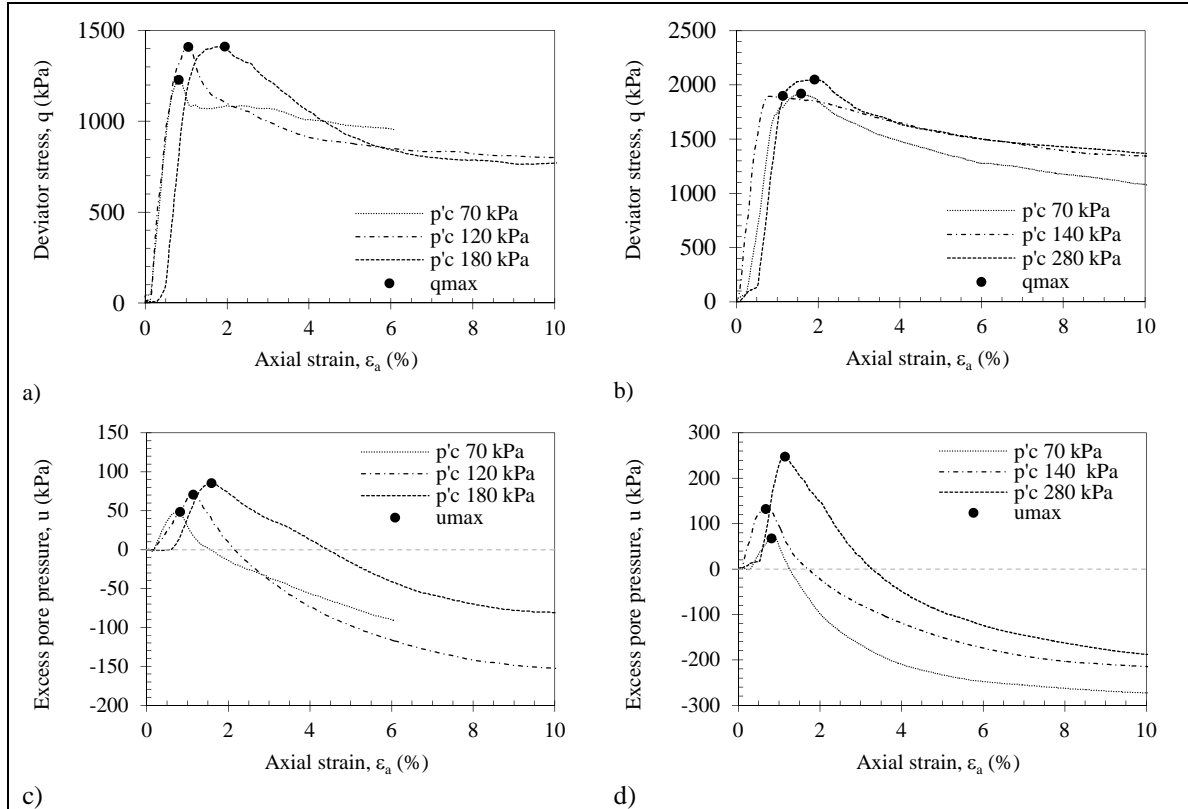 1500
1000
500
0
Deviator stress, q (kPa)
p'c 70 kPa
p'c 120 kPa
p'c 180 kPa
qmax
0 2 4 6 8 10
Axial strain, εa (%)
a)
2500
2000
1500
1000
500
0
Deviator stress, q (kPa)
p'c 70 kPa
p'c 140 kPa
p'c 280 kPa
qmax
0 2 4 6 8 10
Axial strain, εa (%)
b)
150
100
50
0
-50
-100
-150
-200
Excess pore pressure, u (kPa)
p'c 70 kPa
p'c 120 kPa
p'c 180 kPa
umax
0 2 4 6 8 10
Axial strain, εa (%)
c)
300
200
100
0
-100
-200
-300
Excess pore pressure, u (kPa)
p'c 70 kPa
p'c 140 kPa
p'c 280 kPa
umax
0 2 4 6 8 10
Axial strain, εa (%)
d)